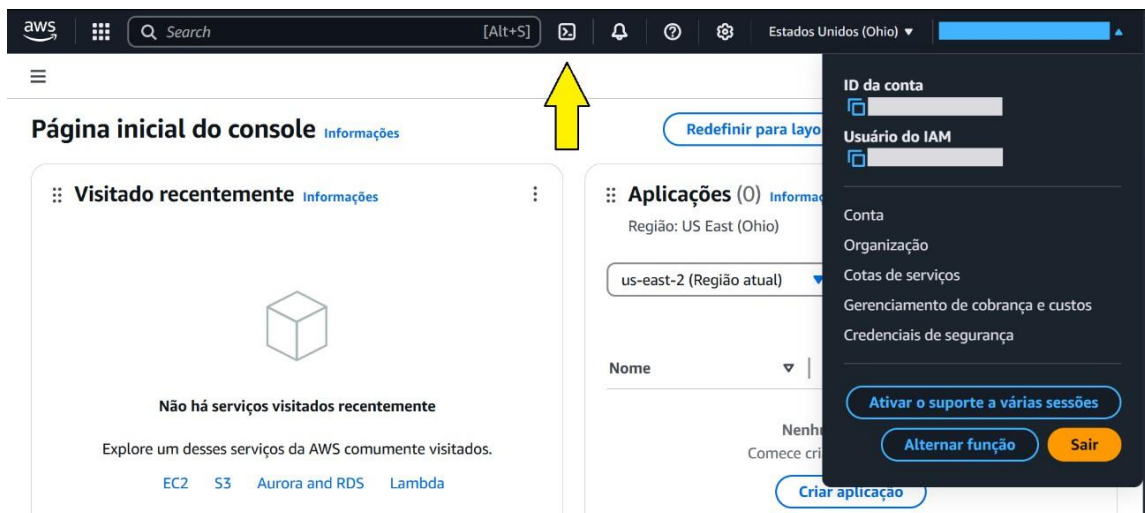 aws
Search [Alt+S]
Estados Unidos (Ohio)
ID da conta
Usuário do IAM
Conta
Organização
Cotas de serviços
Gerenciamento de cobrança e custos
Credenciais de segurança
Ativar o suporte a várias sessões
Alternar função
Sair
Página inicial do console Informações
Redefinir para layo
Visitado recentemente Informações
Não há serviços visitados recentemente
Explore um desses serviços da AWS comumente visitados.
EC2 S3 Aurora and RDS Lambda
Aplicações (0) Informa
Região: US East (Ohio)
us-east-2 (Região atual)
Nome
Nenh
Comece cri
Criar aplicação